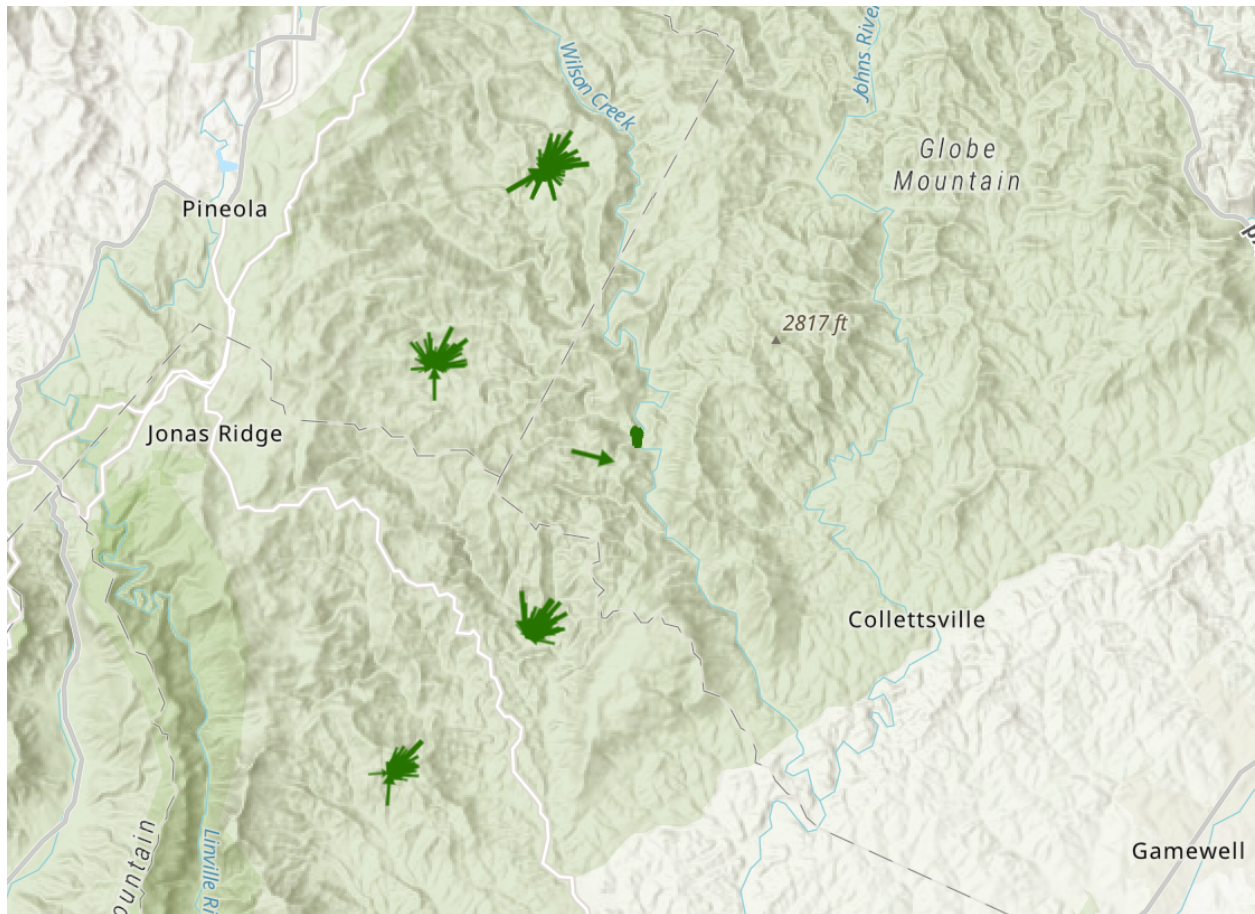 Wilson Creek
Johns River
Globe
Mountain
Pineola
2817 ft
Jonas Ridge
Collettsville
Gamewell
ountain
Linville Ri